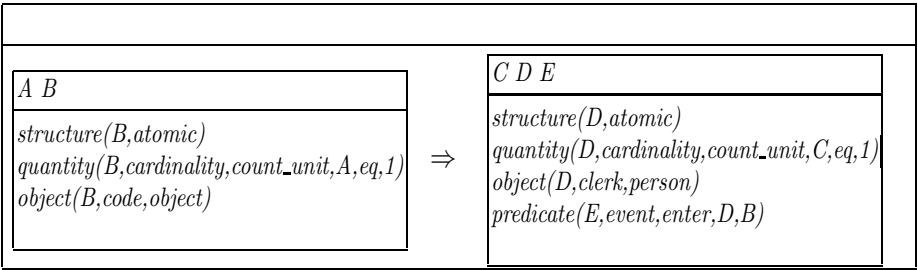 A B
structure(B,atomic)
quantity(B,cardinality,count_unit,A,eq,1)
object(B,code,object)
⇒
C D E
structure(D,atomic)
quantity(D,cardinality,count_unit,C,eq,1)
object(D,clerk,person)
predicate(E,event,enter,D,B)